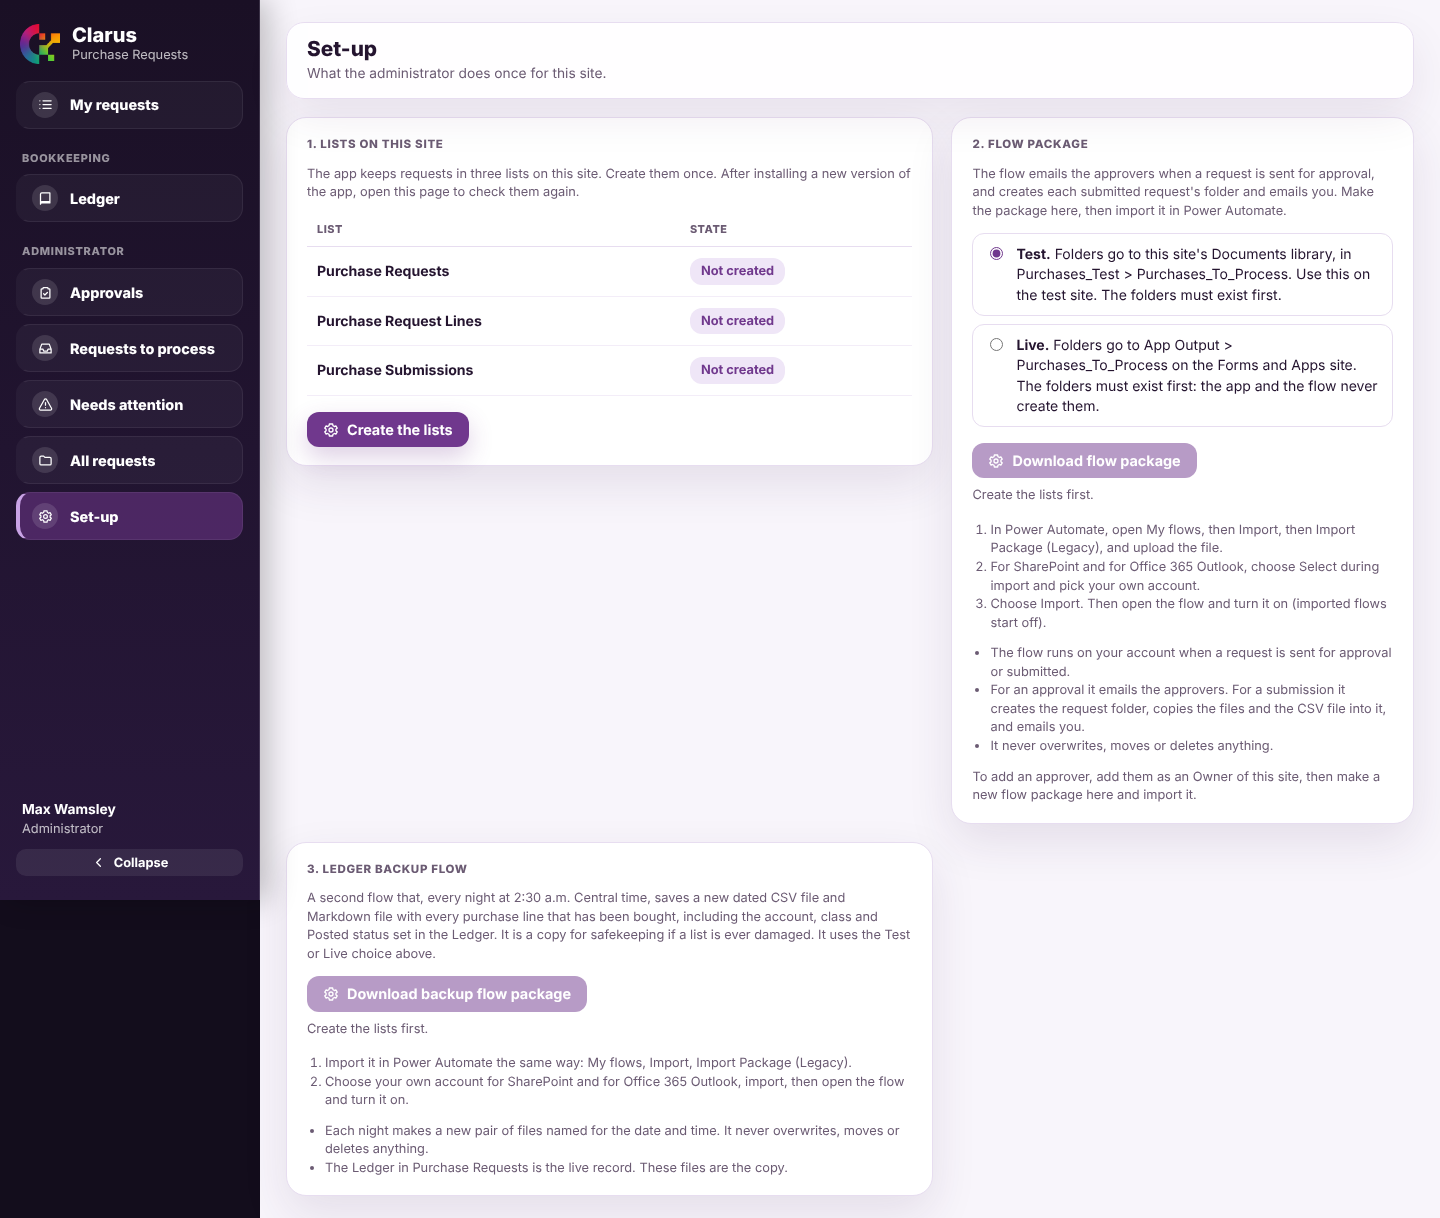 Clarus
Purchase Requests
My requests
BOOKKEEPING
Ledger
ADMINISTRATOR
Approvals
Requests to process
Needs attention
All requests
Set-up
Max Wamsley
Administrator
Collapse
Set-up
What the administrator does once for this site.
1. LISTS ON THIS SITE
The app keeps requests in three lists on this site. Create them once. After installing a new version of
the app, open this page to check them again.
LIST STATE
Purchase Requests Not created
Purchase Request Lines Not created
Purchase Submissions Not created
Create the lists
2. FLOW PACKAGE
The flow emails the approvers when a request is sent for approval,
and creates each submitted request's folder and emails you. Make
the package here, then import it in Power Automate.
Test. Folders go to this site's Documents library, in
Purchases_Test > Purchases_To_Process. Use this on
the test site. The folders must exist first.
Live. Folders go to App Output >
Purchases_To_Process on the Forms and Apps site.
The folders must exist first: the app and the flow never
create them.
Download flow package
Create the lists first.
1. In Power Automate, open My flows, then Import, then Import
Package (Legacy), and upload the file.
2. For SharePoint and for Office 365 Outlook, choose Select during
import and pick your own account.
3. Choose Import. Then open the flow and turn it on (imported flows
start off).
• The flow runs on your account when a request is sent for approval
or submitted.
• For an approval it emails the approvers. For a submission it
creates the request folder, copies the files and the CSV file into it,
and emails you.
• It never overwrites, moves or deletes anything.
To add an approver, add them as an Owner of this site, then make a
new flow package here and import it.
3. LEDGER BACKUP FLOW
A second flow that, every night at 2:30 a.m. Central time, saves a new dated CSV file and
Markdown file with every purchase line that has been bought, including the account, class and
Posted status set in the Ledger. It is a copy for safekeeping if a list is ever damaged. It uses the Test
or Live choice above.
Download backup flow package
Create the lists first.
1. Import it in Power Automate the same way: My flows, Import, Import Package (Legacy).
2. Choose your own account for SharePoint and for Office 365 Outlook, import, then open the flow
and turn it on.
• Each night makes a new pair of files named for the date and time. It never overwrites, moves or
deletes anything.
• The Ledger in Purchase Requests is the live record. These files are the copy.